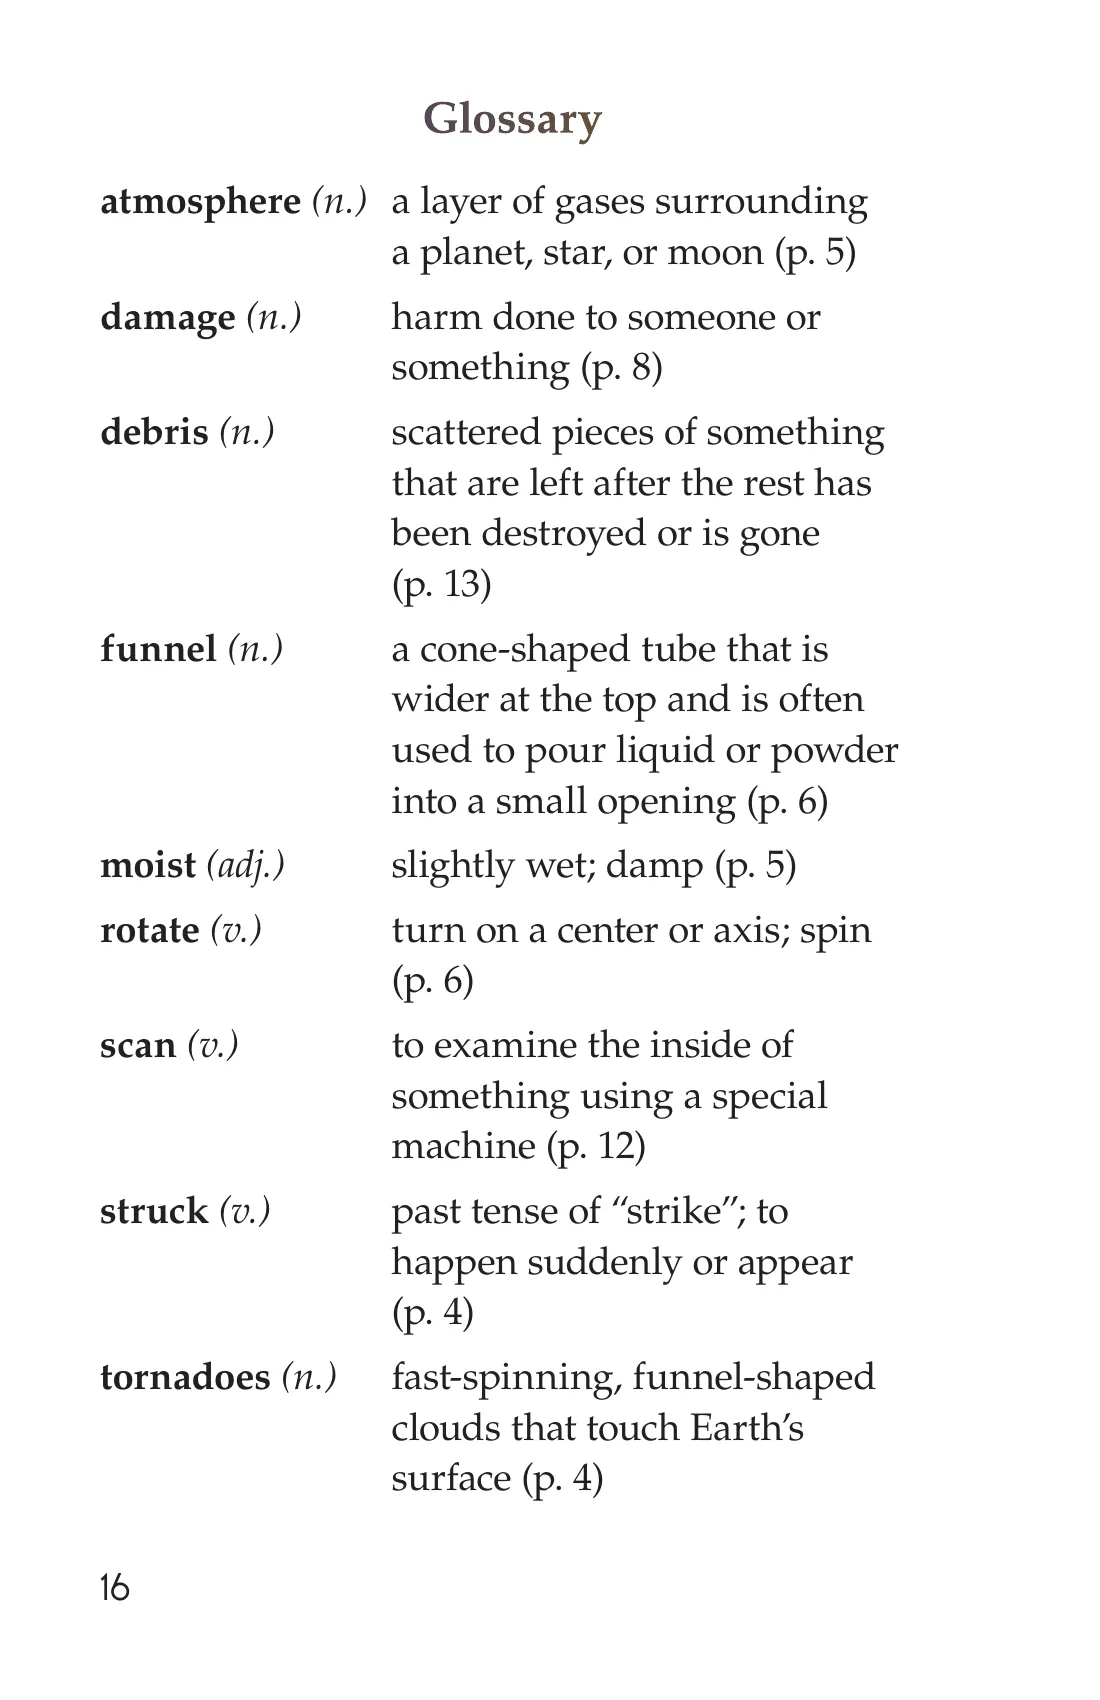 Glossary
atmosphere (n.) a layer of gases surrounding
a planet, star, or moon (p. 5)
damage (n.) harm done to someone or
something (p. 8)
debris (n.) scattered pieces of something
that are left after the rest has
been destroyed or is gone
(p. 13)
funnel (n.) a cone-shaped tube that is
wider at the top and is often
used to pour liquid or powder
into a small opening (p. 6)
moist (adj.) slightly wet; damp (p. 5)
rotate (v.) turn on a center or axis; spin
(p. 6)
scan (v.) to examine the inside of
something using a special
machine (p. 12)
struck (v.) past tense of “strike”; to
happen suddenly or appear
(p. 4)
tornadoes (n.) fast-spinning, funnel-shaped
clouds that touch Earth’s
surface (p. 4)
16